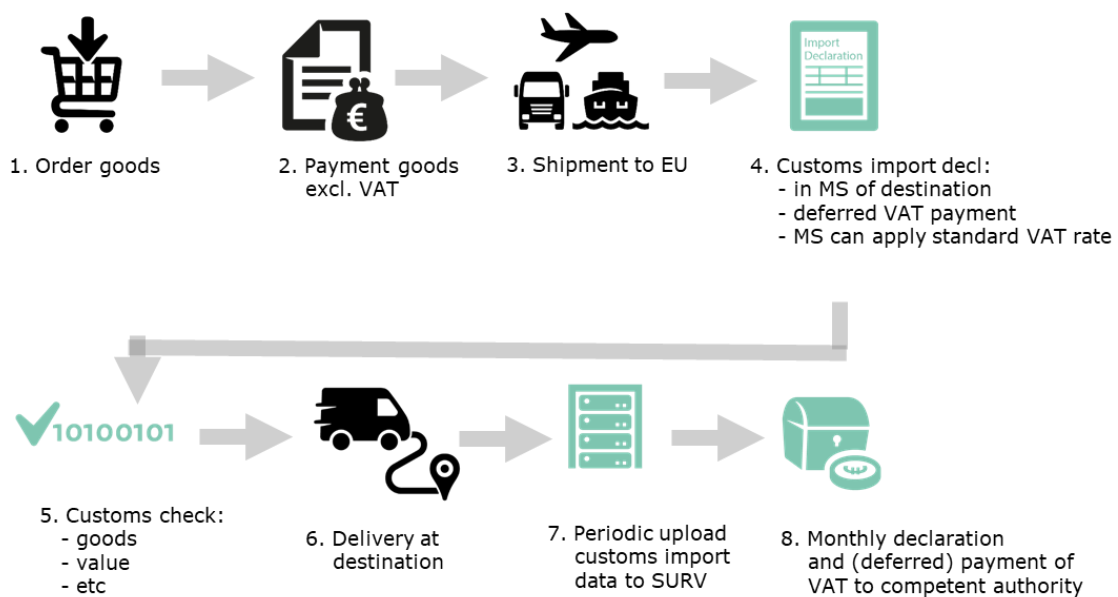 Import
Declaration
€
1. Order goods
2. Payment goods
excl. VAT
3. Shipment to EU
4. Customs import decl:
- in MS of destination
- deferred VAT payment
- MS can apply standard VAT rate
10100101
5. Customs check:
- goods
- value
- etc
6. Delivery at
destination
7. Periodic upload
customs import
data to SURV
8. Monthly declaration
and (deferred) payment of
VAT to competent authority